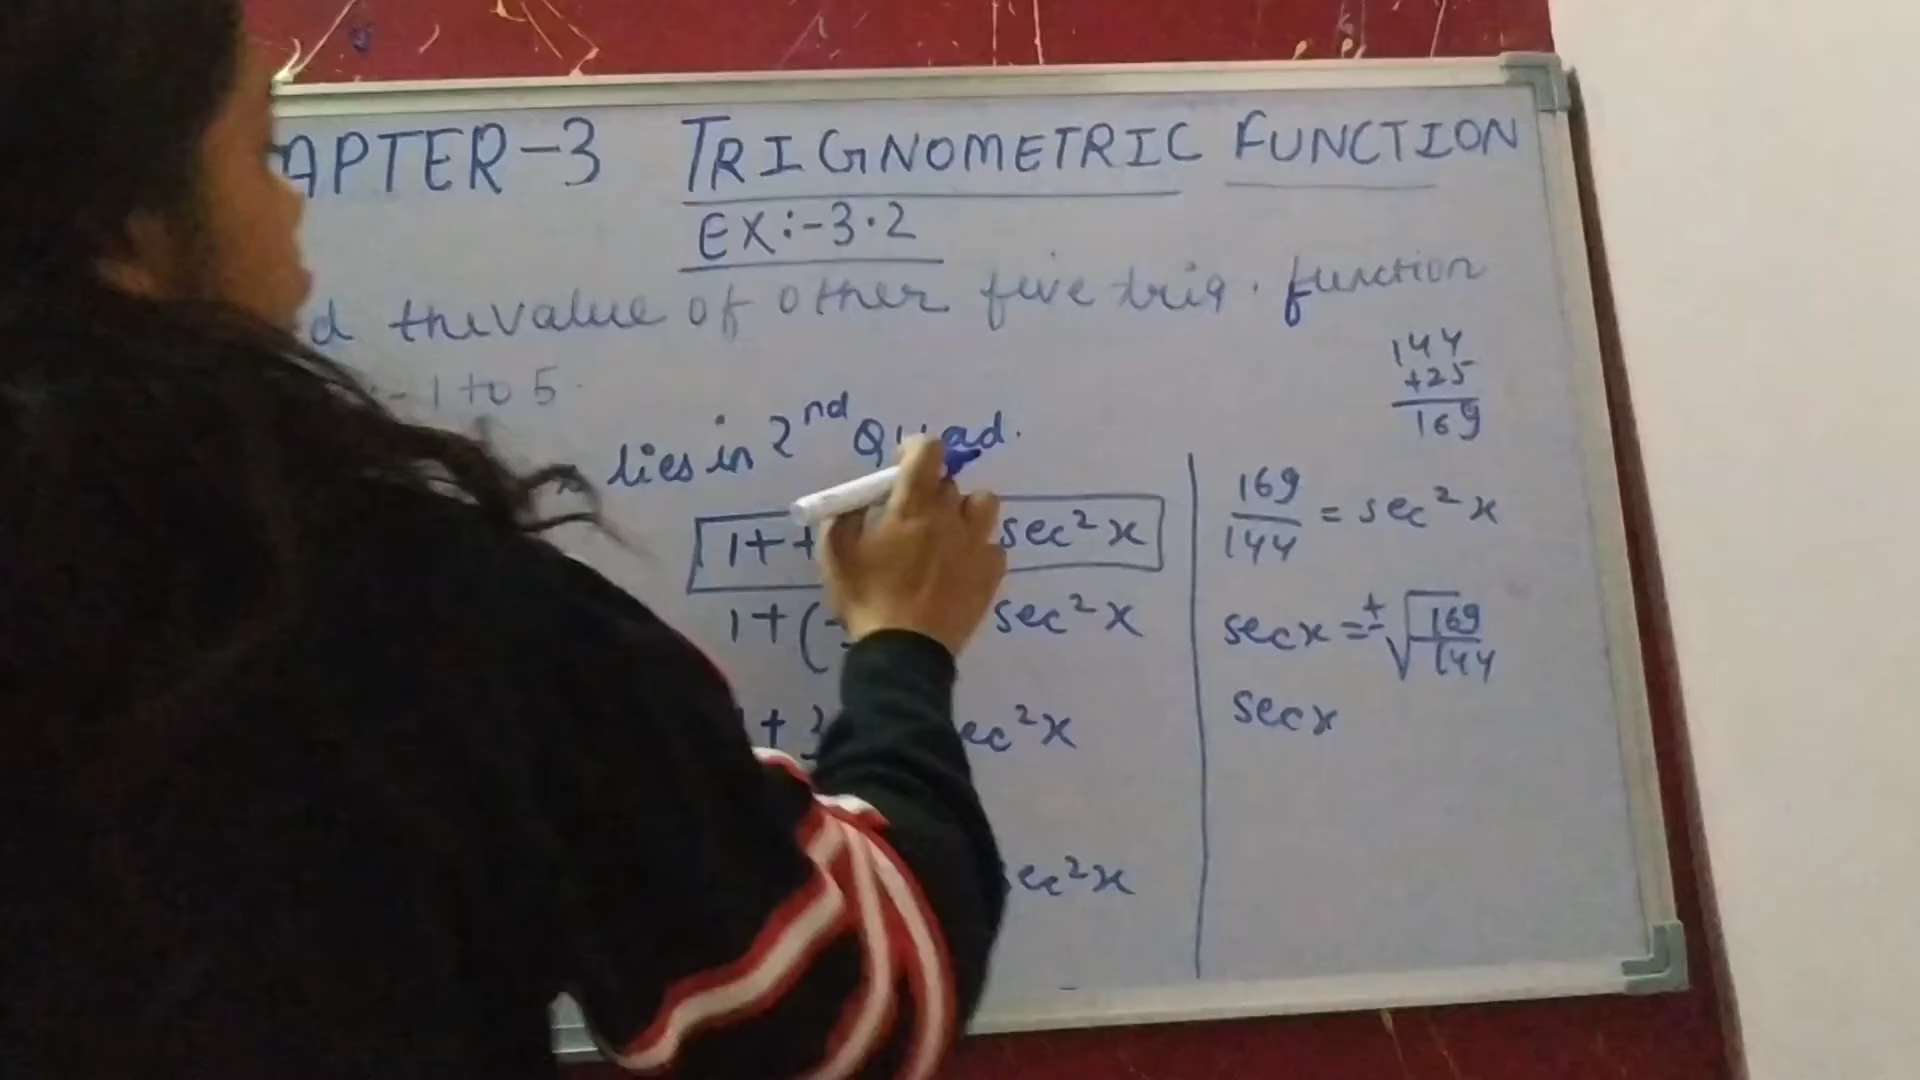 APTER-3 TRIGNOMETRIC FUNCTION
EX:-3.2
d the value of other five trig. function
- 1 to 5.
144
+25
169
x lies in 2nd Quad.
1+ sec²x
1+( sec²x
+ 3 ec²x
ec²x
169/144 = sec²x
secx = ±√169/144
secx